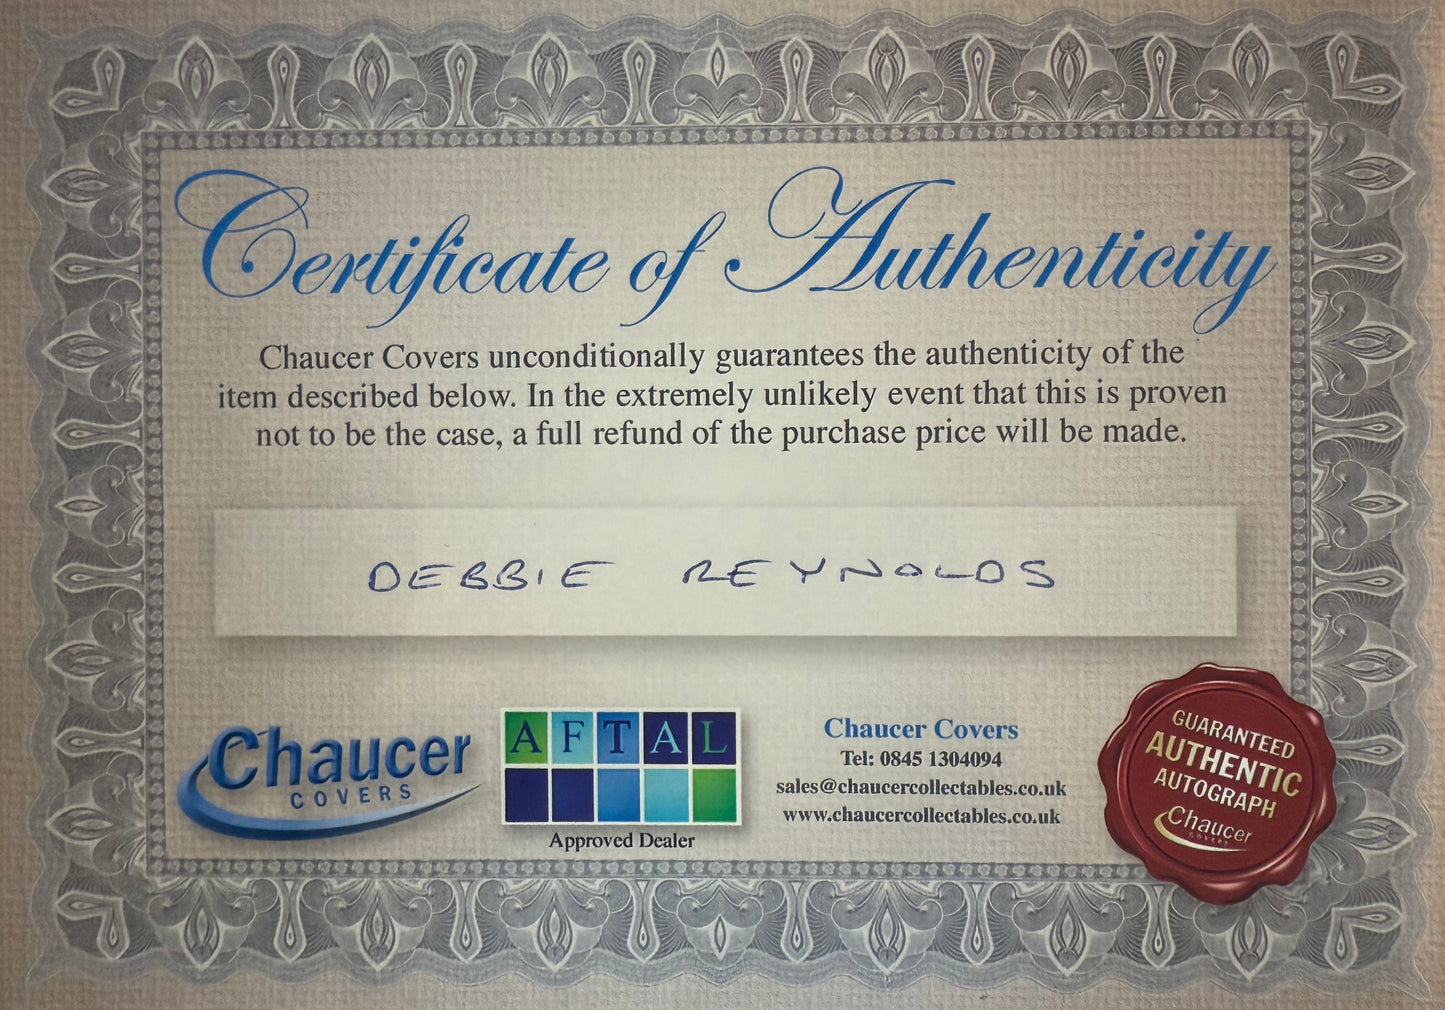 Certificate of Authenticity
Chaucer Covers unconditionally guarantees the authenticity of the
item described below. In the extremely unlikely event that this is proven
not to be the case, a full refund of the purchase price will be made.
DEBBIE REYNOLDS
Chaucer
COVERS
AFTAL
Approved Dealer
Chaucer Covers
Tel: 0845 1304094
sales@chaucercollectables.co.uk
www.chaucercollectables.co.uk
GUARANTEED
AUTHENTIC
AUTOGRAPH
Chaucer
COVERS